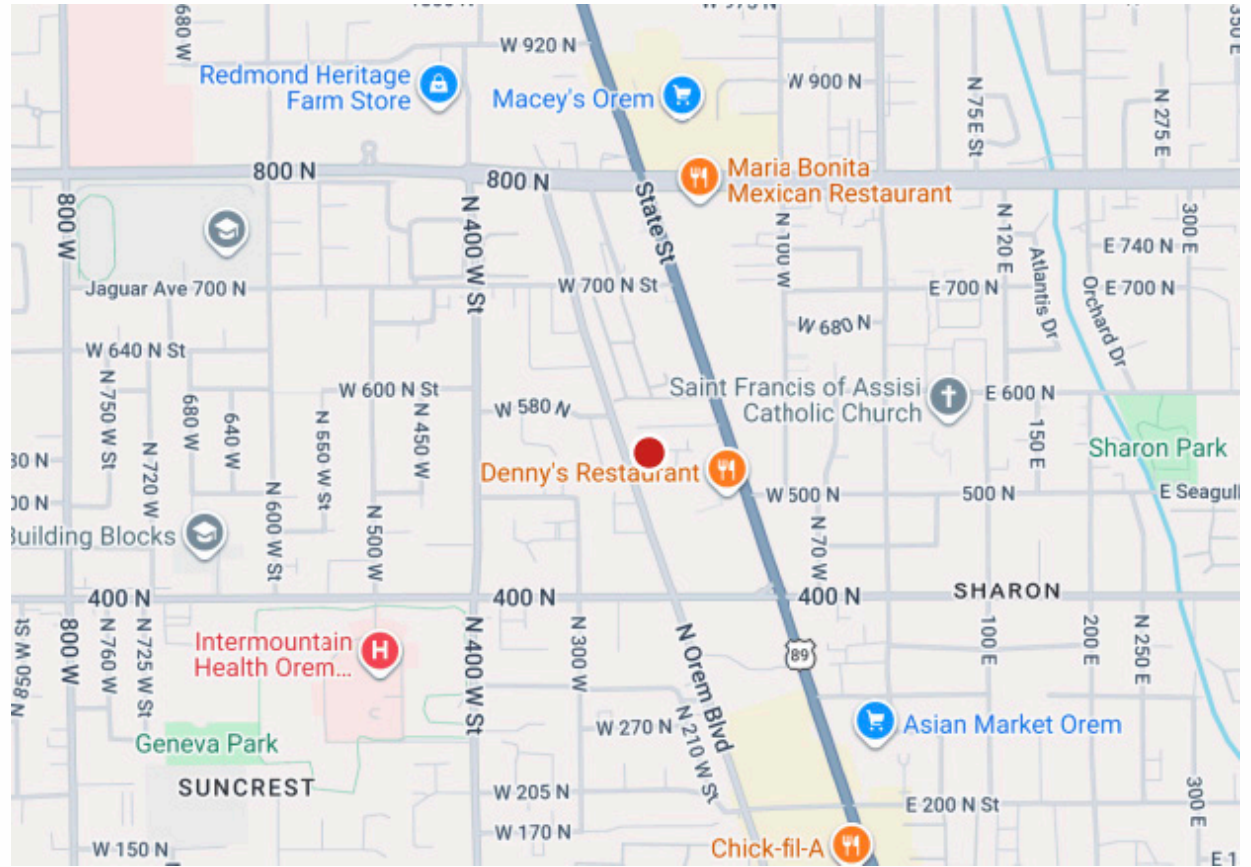 W 920 N
680 W
Redmond Heritage
Farm Store
Macey's Orem
W 900 N
N 75 E St
N 275 E
350 E
800 N
800 N
Maria Bonita
Mexican Restaurant
800 W
N 400 W St
State St
N 100 W
N 120 E
300 E
E 740 N
Atlantis Dr
Orchard Dr
Jaguar Ave 700 N
W 700 N St
E 700 N
E 700 N
W 680 N
W 640 N St
W 600 N St
Saint Francis of Assisi
Catholic Church
E 600 N
N 750 W St
N 720 W
680 W
640 W
N 550 W St
N 450 W
W 580 N
150 E
Sharon Park
Denny's Restaurant
W 500 N
500 N
E Seagull
Building Blocks
N 600 W St
N 500 W
N 70 W
400 N
400 N
400 N
SHARON
800 W
N 760 W
N 725 W St
Intermountain
Health Orem...
H
N 400 W St
N 300 W
N Orem Blvd
89
100 E
200 E
N 250 E
N 850 W St
Geneva Park
W 270 N
N 210 W St
Asian Market Orem
SUNCREST
W 205 N
E 200 N St
300 E
W 170 N
W 150 N
Chick-fil-A